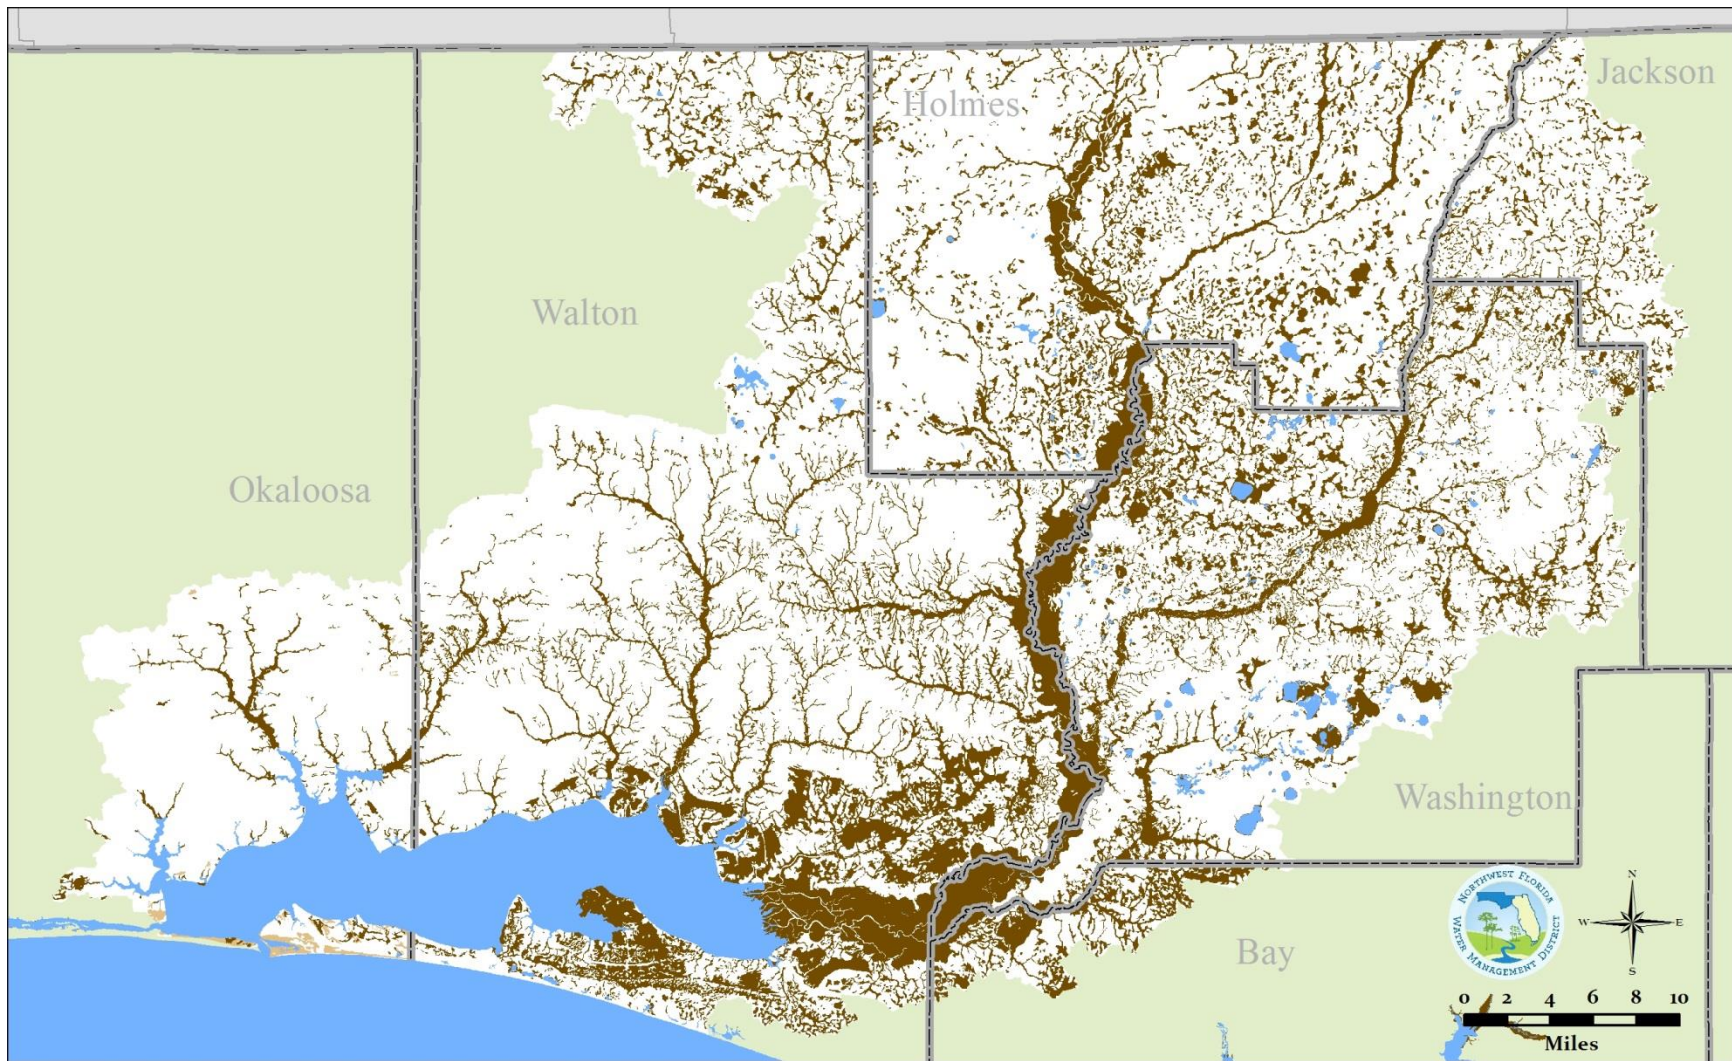 Jackson
Holmes
Walton
Okaloosa
Washington
Bay
NORTHWEST FLORIDA
WATER MANAGEMENT DISTRICT
N
W E
S
0 2 4 6 8 10
Miles